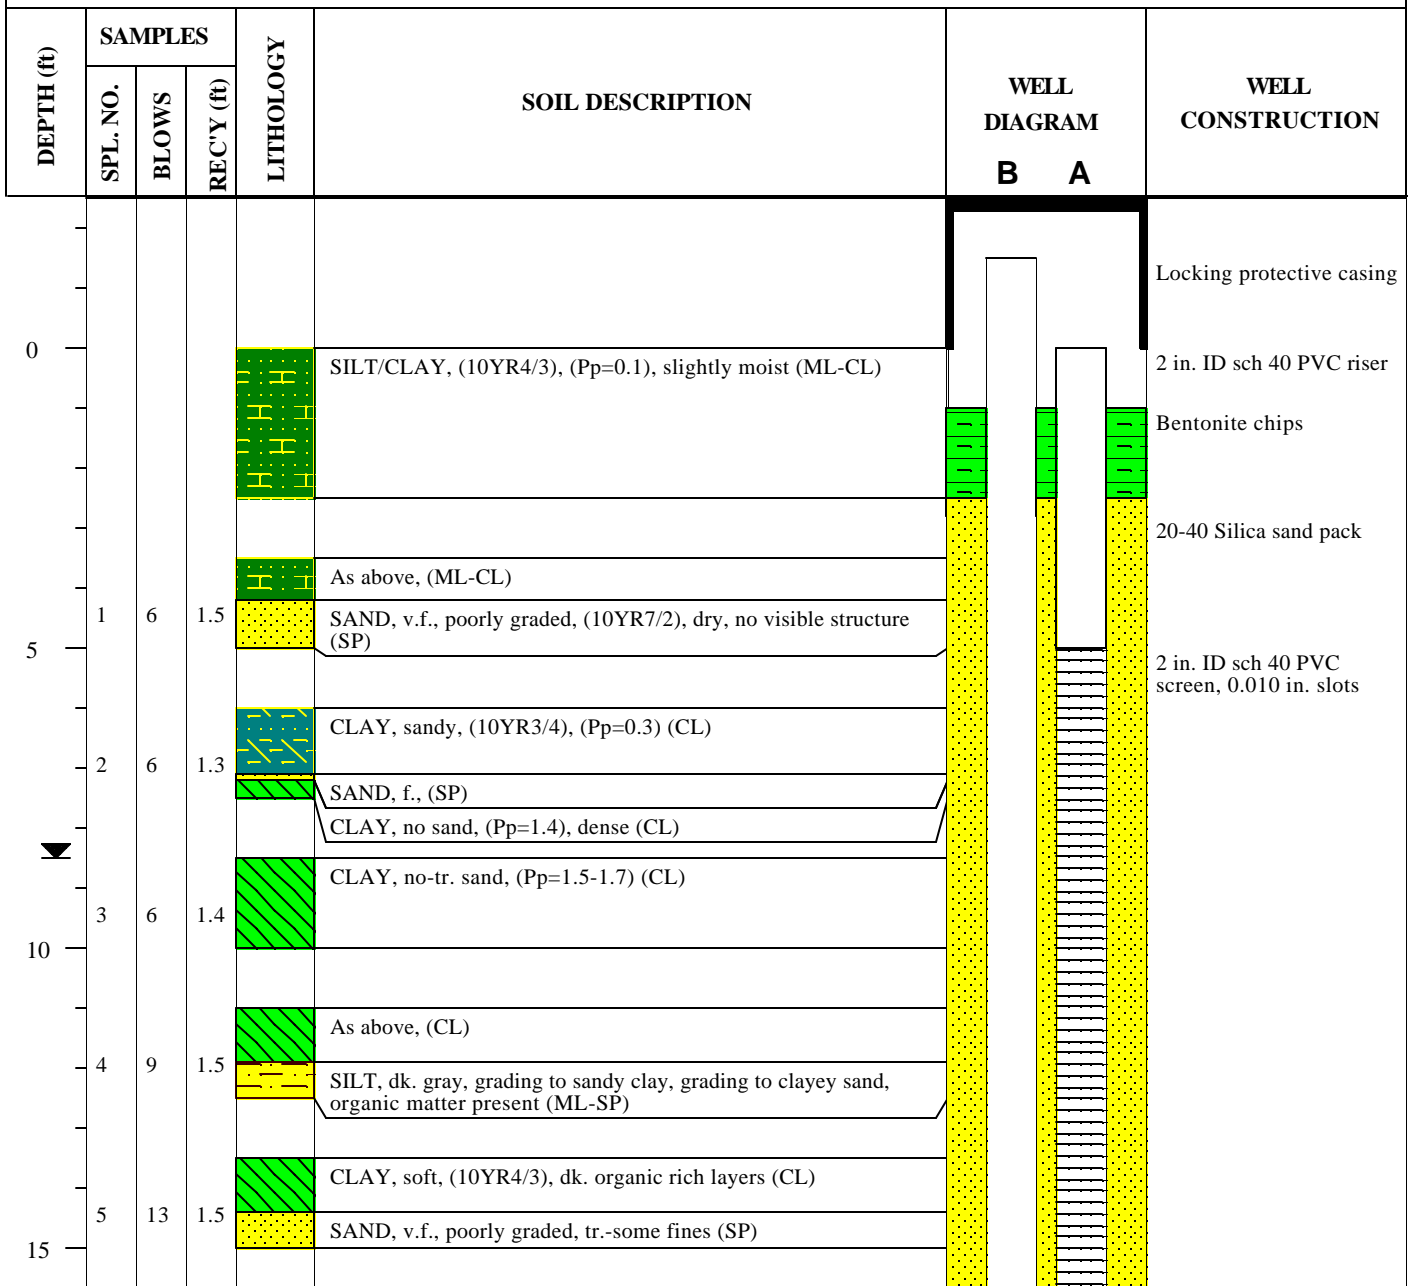 DEPTH (ft)
SAMPLES
SPL. NO.
BLOWS
REC'Y (ft)
LITHOLOGY
SOIL DESCRIPTION
WELL
DIAGRAM
B A
WELL
CONSTRUCTION
Locking protective casing
0
SILT/CLAY, (10YR4/3), (Pp=0.1), slightly moist (ML-CL)
2 in. ID sch 40 PVC riser
Bentonite chips
20-40 Silica sand pack
As above, (ML-CL)
1 6 1.5
SAND, v.f., poorly graded, (10YR7/2), dry, no visible structure
(SP)
5
2 in. ID sch 40 PVC
screen, 0.010 in. slots
CLAY, sandy, (10YR3/4), (Pp=0.3) (CL)
2 6 1.3
SAND, f., (SP)
CLAY, no sand, (Pp=1.4), dense (CL)
CLAY, no-tr. sand, (Pp=1.5-1.7) (CL)
3 6 1.4
10
As above, (CL)
4 9 1.5
SILT, dk. gray, grading to sandy clay, grading to clayey sand,
organic matter present (ML-SP)
CLAY, soft, (10YR4/3), dk. organic rich layers (CL)
5 13 1.5
SAND, v.f., poorly graded, tr.-some fines (SP)
15